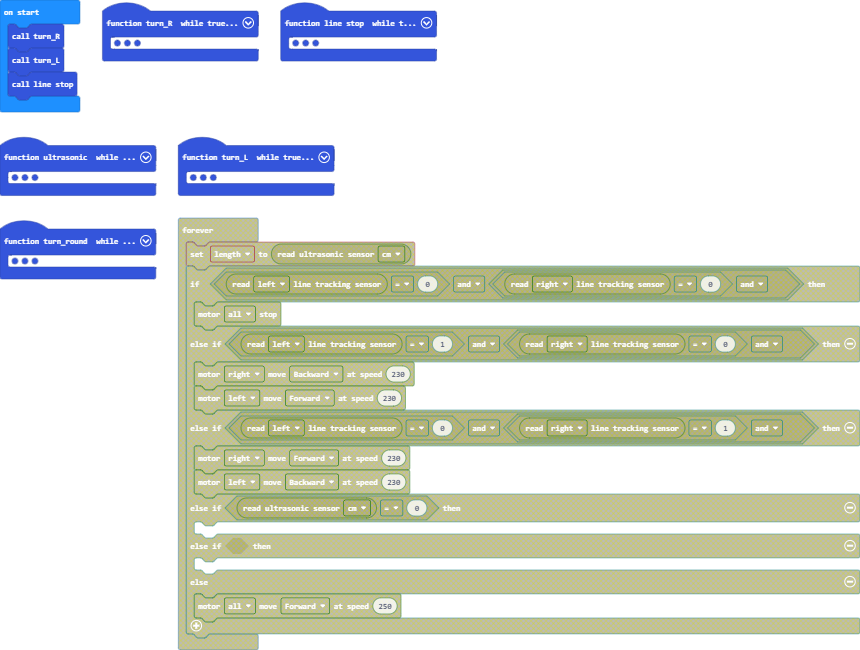 on start
call turn_R
call turn_L
call line stop
function turn_R while true...
function line stop while t...
function ultrasonic while ...
function turn_L while true...
function turn_round while ...
forever
set length to read ultrasonic sensor cm
if read left line tracking sensor = 0 and read right line tracking sensor = 0 and then
motor all stop
else if read left line tracking sensor = 1 and read right line tracking sensor = 0 and then
motor right move Backward at speed 230
motor left move Forward at speed 230
else if read left line tracking sensor = 0 and read right line tracking sensor = 1 and then
motor right move Forward at speed 230
motor left move Backward at speed 230
else if read ultrasonic sensor cm = 0 then
else if then
else
motor all move Forward at speed 250